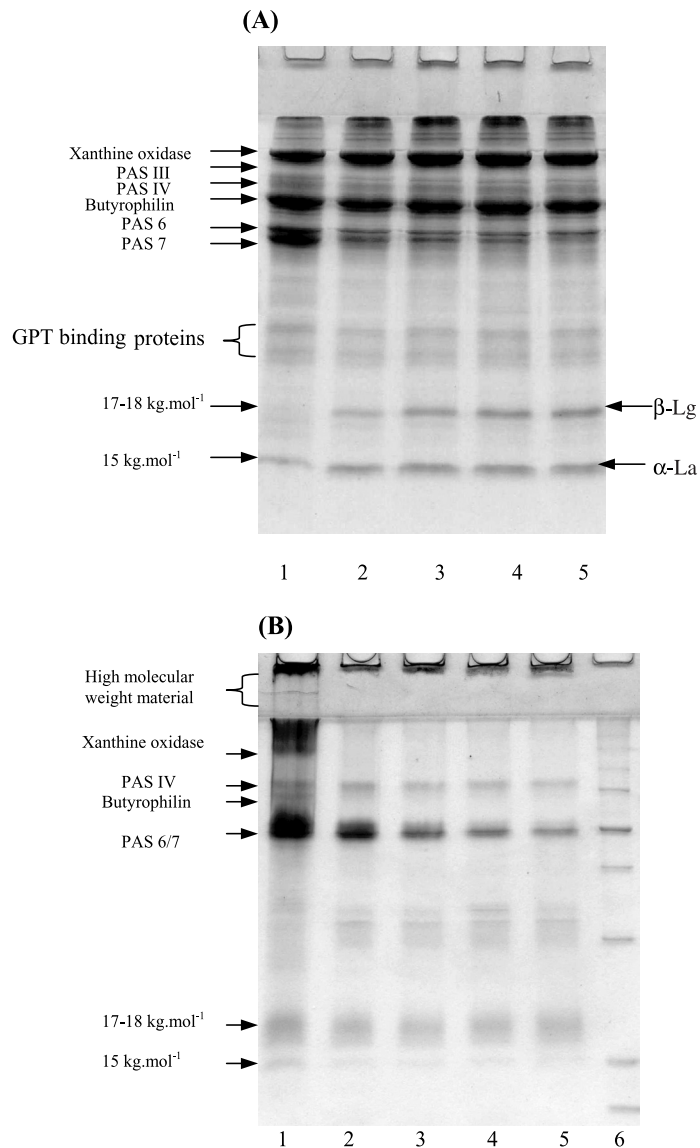 (A)
Xanthine oxidase
PAS III
PAS IV
Butyrophilin
PAS 6
PAS 7
GPT binding proteins
17-18 kg.mol⁻¹
β-Lg
15 kg.mol⁻¹
α-La
1 2 3 4 5
(B)
High molecular
weight material
Xanthine oxidase
PAS IV
Butyrophilin
PAS 6/7
17-18 kg.mol⁻¹
15 kg.mol⁻¹
1 2 3 4 5 6